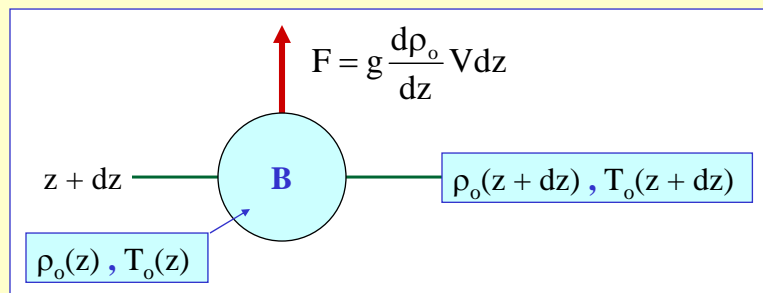 F = g dρₒ/dz Vdz
z + dz
B
ρₒ(z + dz) , Tₒ(z + dz)
ρₒ(z) , Tₒ(z)